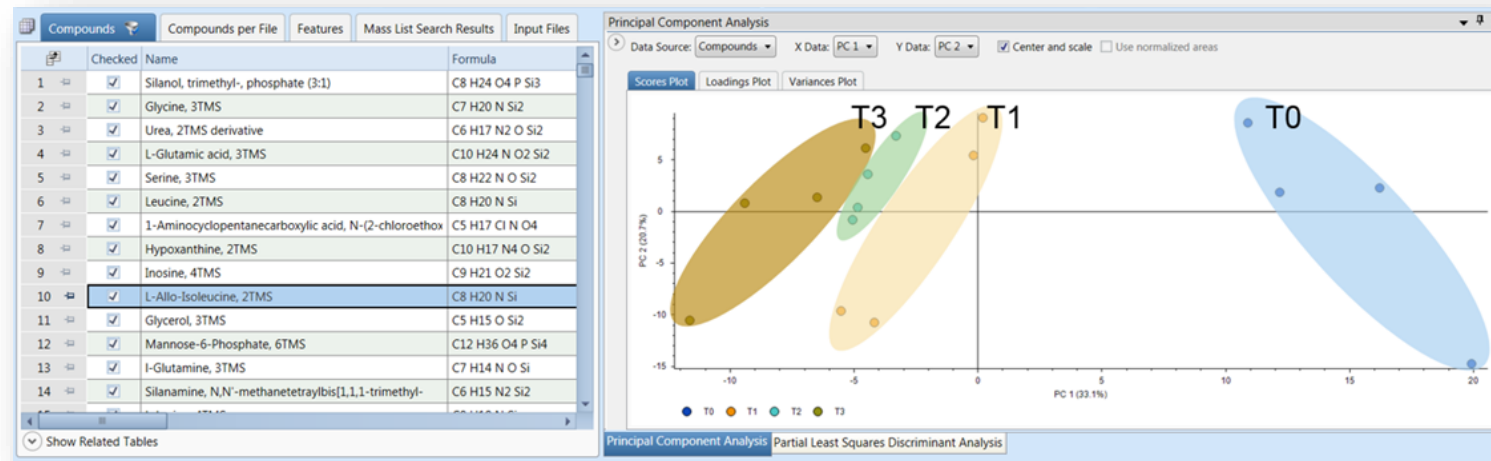 Compounds Compounds per File Features Mass List Search Results Input Files
Checked Name Formula
1 Silanol, trimethyl-, phosphate (3:1) C8 H24 O4 P Si3
2 Glycine, 3TMS C7 H20 N Si2
3 Urea, 2TMS derivative C6 H17 N2 O Si2
4 L-Glutamic acid, 3TMS C10 H24 N O2 Si2
5 Serine, 3TMS C8 H22 N O Si2
6 Leucine, 2TMS C8 H20 N Si
7 1-Aminocyclopentanecarboxylic acid, N-(2-chloroethox C5 H17 Cl N O4
8 Hypoxanthine, 2TMS C10 H17 N4 O Si2
9 Inosine, 4TMS C9 H21 O2 Si2
10 L-Allo-Isoleucine, 2TMS C8 H20 N Si
11 Glycerol, 3TMS C5 H15 O Si2
12 Mannose-6-Phosphate, 6TMS C12 H36 O4 P Si4
13 l-Glutamine, 3TMS C7 H14 N O Si
14 Silanamine, N,N'-methanetetraylbis[1,1,1-trimethyl- C6 H15 N2 Si2
Show Related Tables
Principal Component Analysis
Data Source: Compounds X Data: PC 1 Y Data: PC 2 Center and scale Use normalized areas
Scores Plot Loadings Plot Variances Plot
T3 T2 T1 T0
5
0
-5
-10
-15
PC 2 (20.7%)
-10 -5 0 5 10 15 20
PC 1 (33.1%)
T0 T1 T2 T3
Principal Component Analysis Partial Least Squares Discriminant Analysis